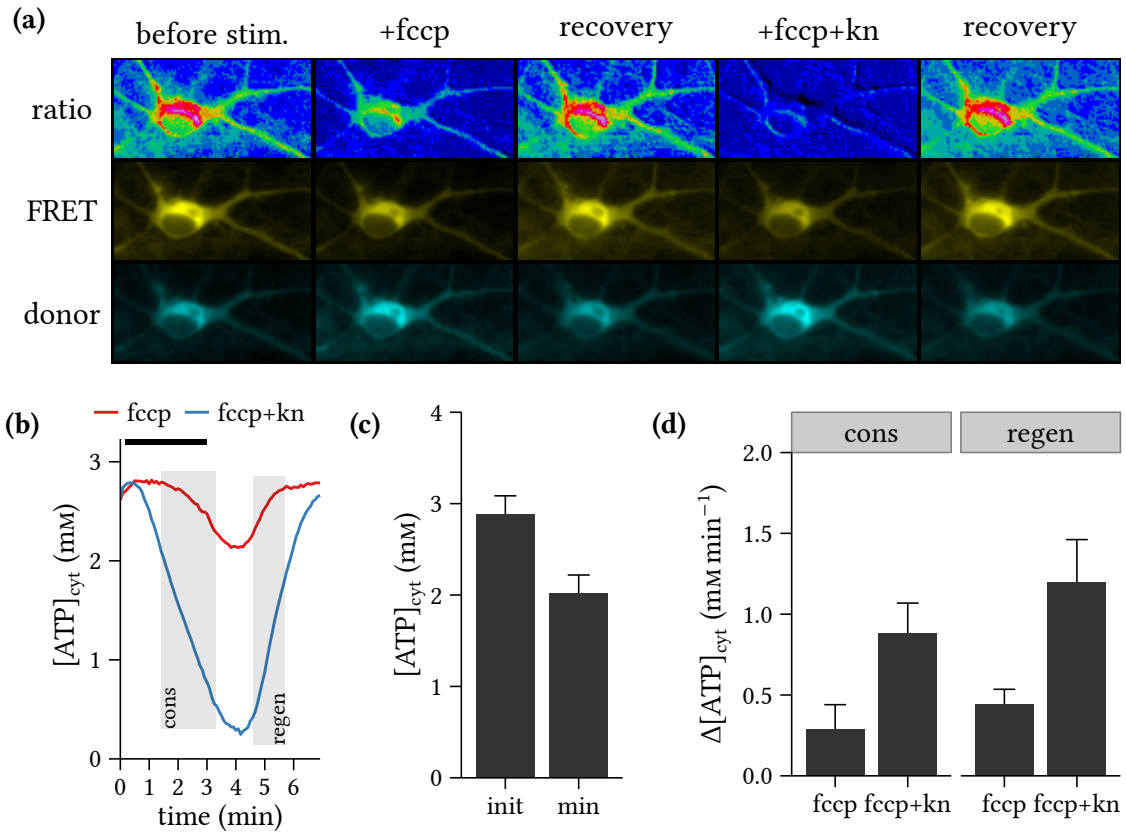 (a)
before stim. +fccp recovery +fccp+kn recovery
ratio
FRET
donor
(b)
fccp fccp+kn
3
2
1
0
[ATP]cyt (mM)
cons
regen
0 1 2 3 4 5 6
time (min)
(c)
4
3
2
1
0
[ATP]cyt (mM)
init min
(d)
cons regen
2.0
1.5
1.0
0.5
0.0
Δ[ATP]cyt (mM min−1)
fccp fccp+kn fccp fccp+kn